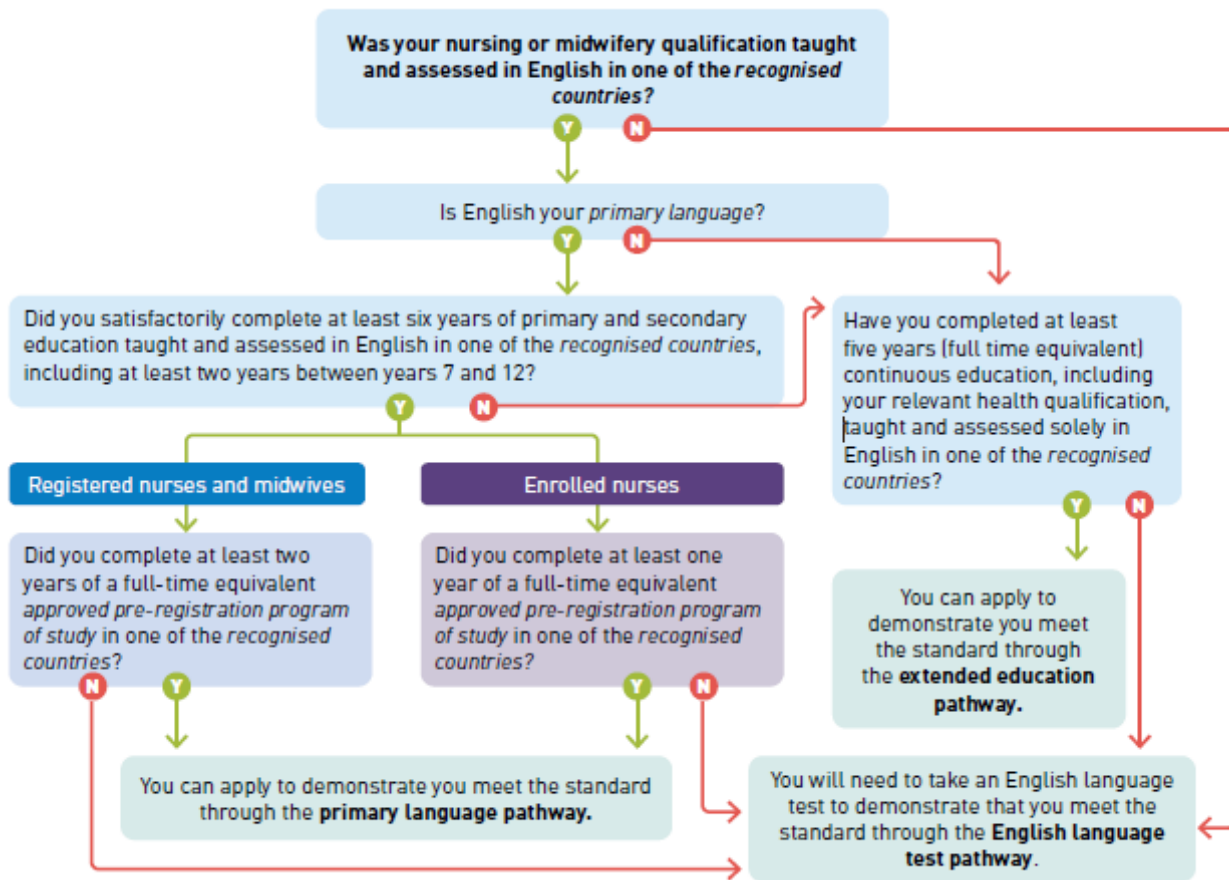 Was your nursing or midwifery qualification taught
and assessed in English in one of the recognised
countries?
Y
N
Is English your primary language?
Y
N
Did you satisfactorily complete at least six years of primary and secondary
education taught and assessed in English in one of the recognised countries,
including at least two years between years 7 and 12?
Y
N
Have you completed at least
five years (full time equivalent)
continuous education, including
your relevant health qualification,
taught and assessed solely in
English in one of the recognised
countries?
Y
N
Registered nurses and midwives
Enrolled nurses
Did you complete at least two
years of a full-time equivalent
approved pre-registration program
of study in one of the recognised
countries?
N
Y
Did you complete at least one
year of a full-time equivalent
approved pre-registration program
of study in one of the recognised
countries?
Y
N
You can apply to
demonstrate you meet
the standard through
the extended education
pathway.
You can apply to demonstrate you meet the standard
through the primary language pathway.
You will need to take an English language
test to demonstrate that you meet the
standard through the English language
test pathway.